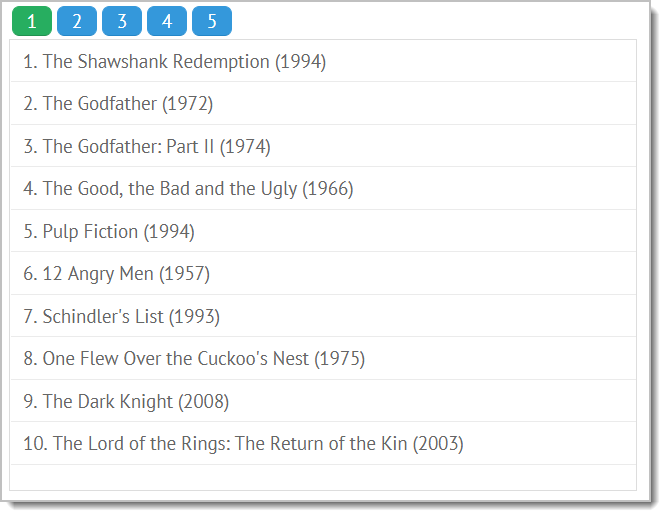 1 2 3 4 5
1. The Shawshank Redemption (1994)
2. The Godfather (1972)
3. The Godfather: Part II (1974)
4. The Good, the Bad and the Ugly (1966)
5. Pulp Fiction (1994)
6. 12 Angry Men (1957)
7. Schindler's List (1993)
8. One Flew Over the Cuckoo's Nest (1975)
9. The Dark Knight (2008)
10. The Lord of the Rings: The Return of the Kin (2003)